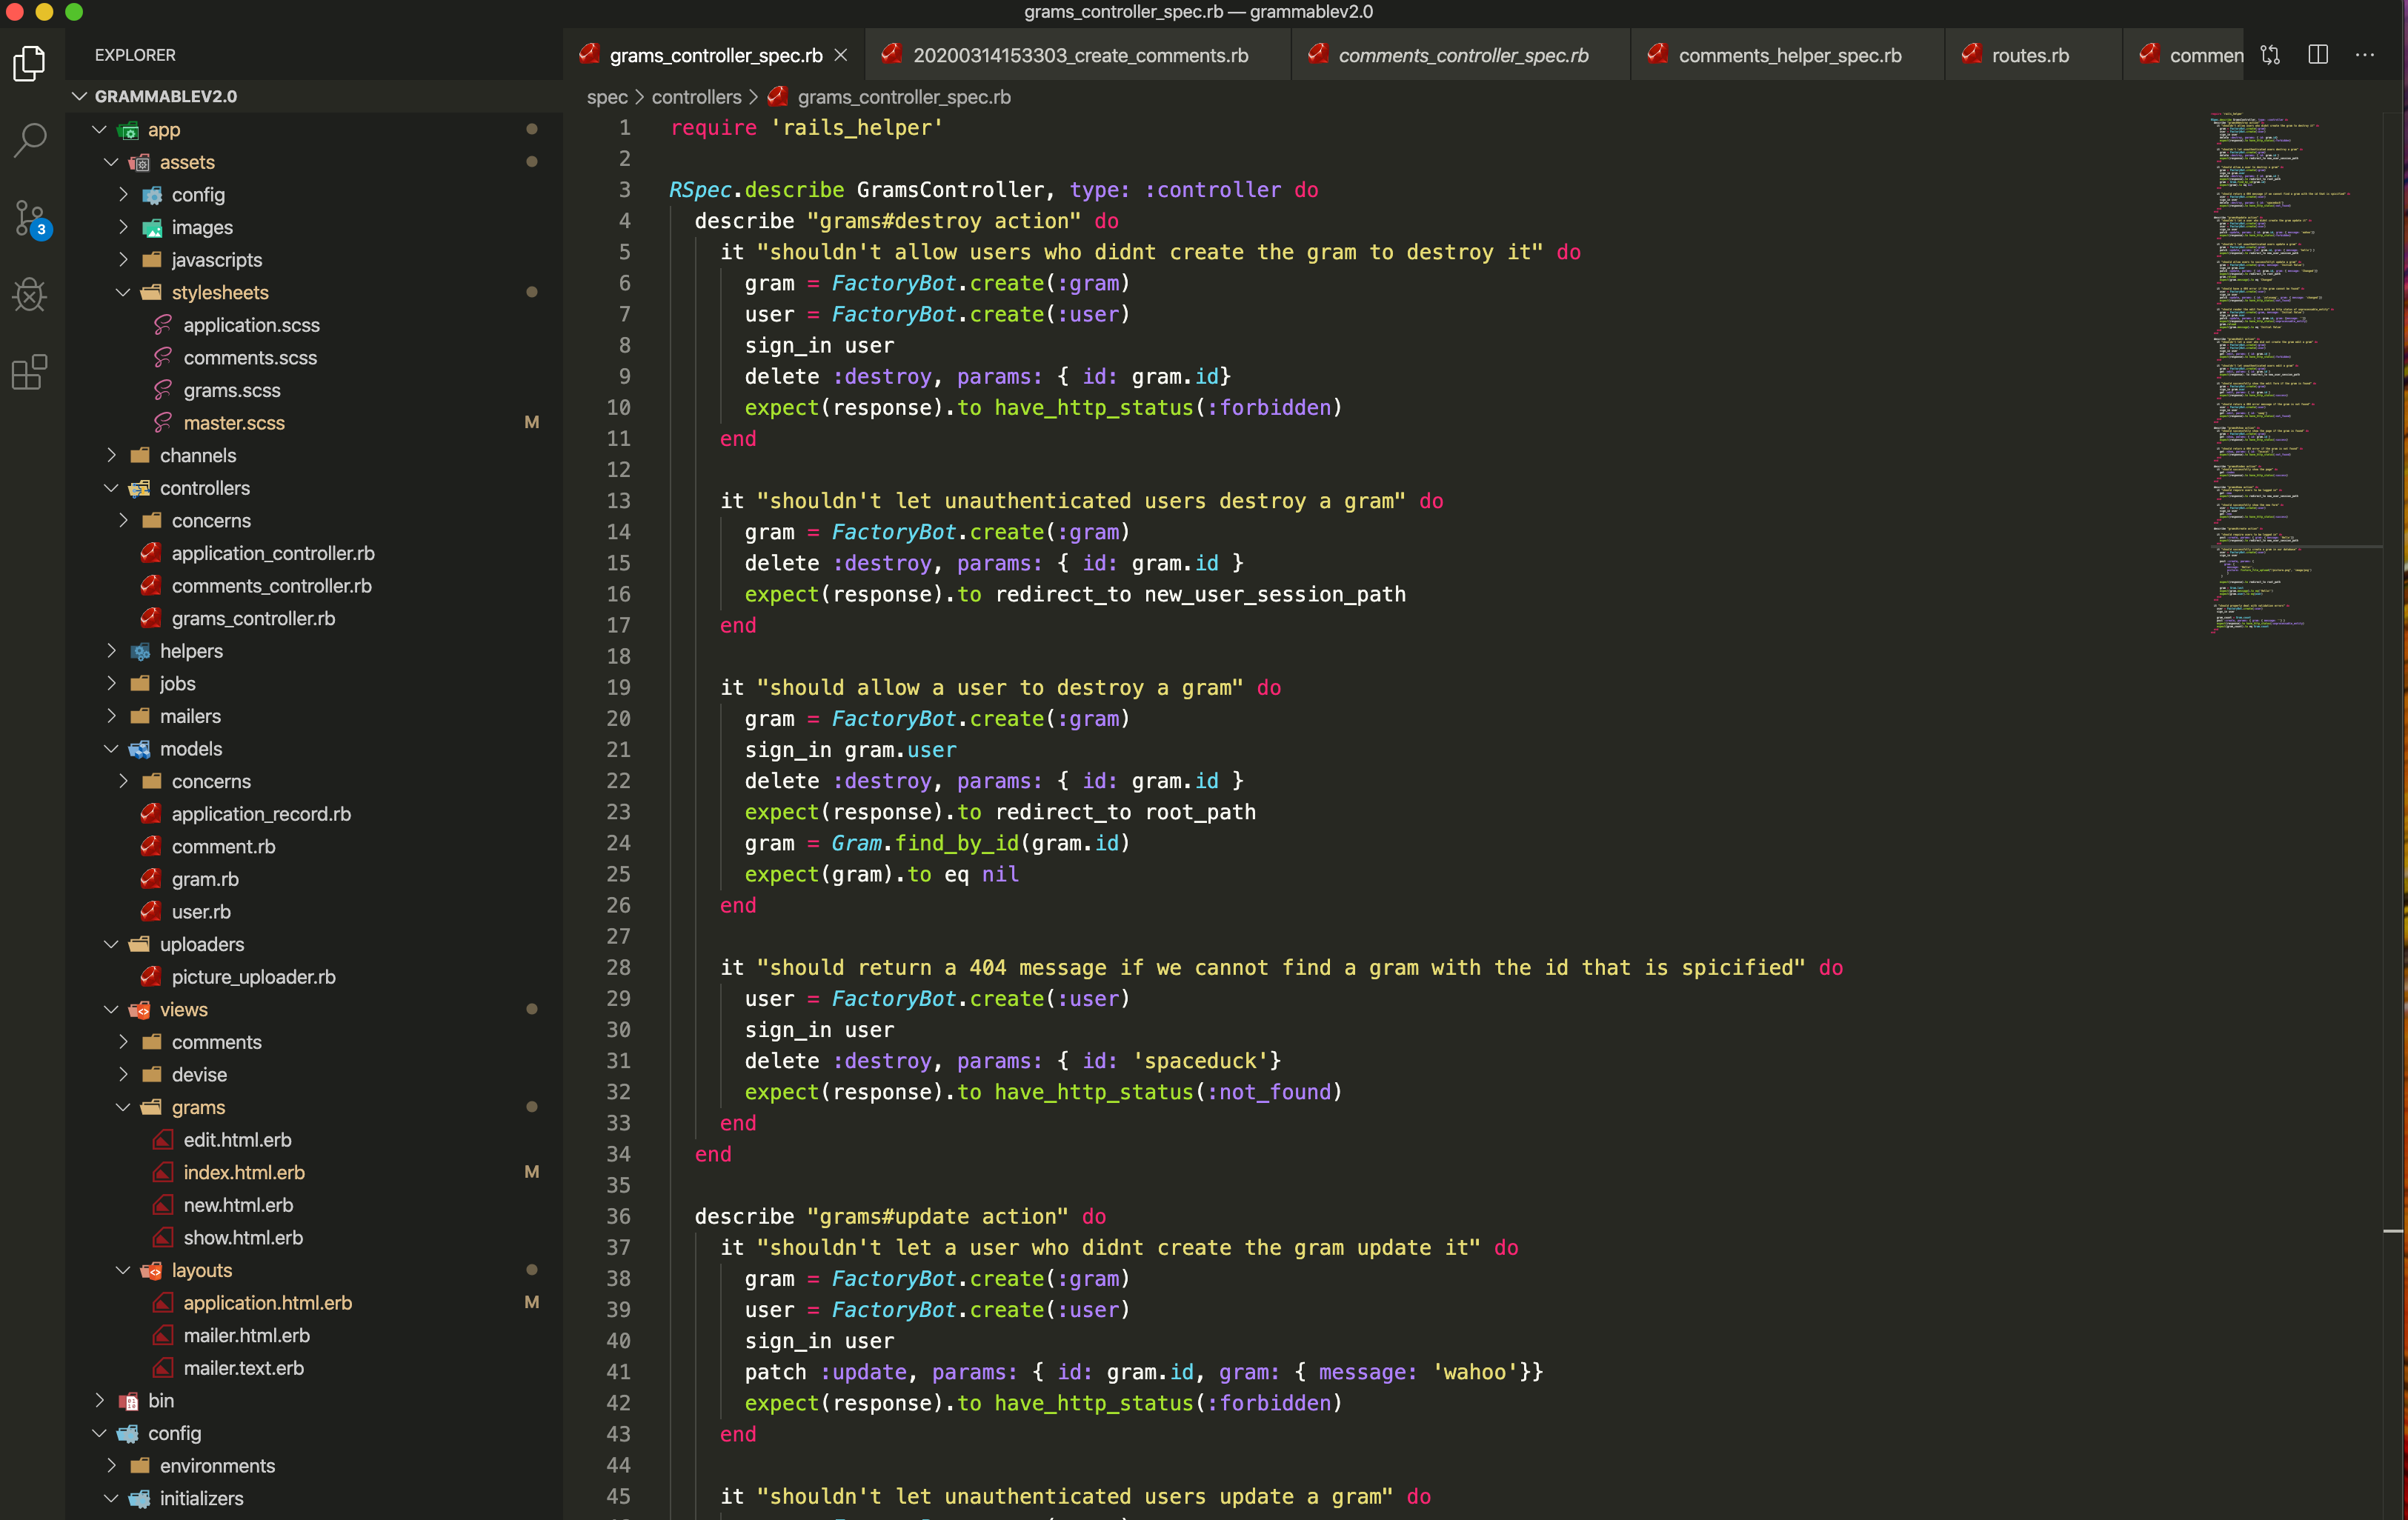 grams_controller_spec.rb — grammablev2.0
EXPLORER
grams_controller_spec.rb
20200314153303_create_comments.rb
comments_controller_spec.rb
comments_helper_spec.rb
routes.rb
commen
GRAMMABLEV2.0
spec > controllers > grams_controller_spec.rb
3
app
assets
config
images
javascripts
stylesheets
application.scss
comments.scss
grams.scss
master.scss M
channels
controllers
concerns
application_controller.rb
comments_controller.rb
grams_controller.rb
helpers
jobs
mailers
models
concerns
application_record.rb
comment.rb
gram.rb
user.rb
uploaders
picture_uploader.rb
views
comments
devise
grams
edit.html.erb
index.html.erb M
new.html.erb
show.html.erb
layouts
application.html.erb M
mailer.html.erb
mailer.text.erb
bin
config
environments
initializers
1 require 'rails_helper'
2
3 RSpec.describe GramsController, type: :controller do
4 describe "grams#destroy action" do
5 it "shouldn't allow users who didnt create the gram to destroy it" do
6 gram = FactoryBot.create(:gram)
7 user = FactoryBot.create(:user)
8 sign_in user
9 delete :destroy, params: { id: gram.id}
10 expect(response).to have_http_status(:forbidden)
11 end
12
13 it "shouldn't let unauthenticated users destroy a gram" do
14 gram = FactoryBot.create(:gram)
15 delete :destroy, params: { id: gram.id }
16 expect(response).to redirect_to new_user_session_path
17 end
18
19 it "should allow a user to destroy a gram" do
20 gram = FactoryBot.create(:gram)
21 sign_in gram.user
22 delete :destroy, params: { id: gram.id }
23 expect(response).to redirect_to root_path
24 gram = Gram.find_by_id(gram.id)
25 expect(gram).to eq nil
26 end
27
28 it "should return a 404 message if we cannot find a gram with the id that is spicified" do
29 user = FactoryBot.create(:user)
30 sign_in user
31 delete :destroy, params: { id: 'spaceduck'}
32 expect(response).to have_http_status(:not_found)
33 end
34 end
35
36 describe "grams#update action" do
37 it "shouldn't let a user who didnt create the gram update it" do
38 gram = FactoryBot.create(:gram)
39 user = FactoryBot.create(:user)
40 sign_in user
41 patch :update, params: { id: gram.id, gram: { message: 'wahoo'}}
42 expect(response).to have_http_status(:forbidden)
43 end
44
45 it "shouldn't let unauthenticated users update a gram" do